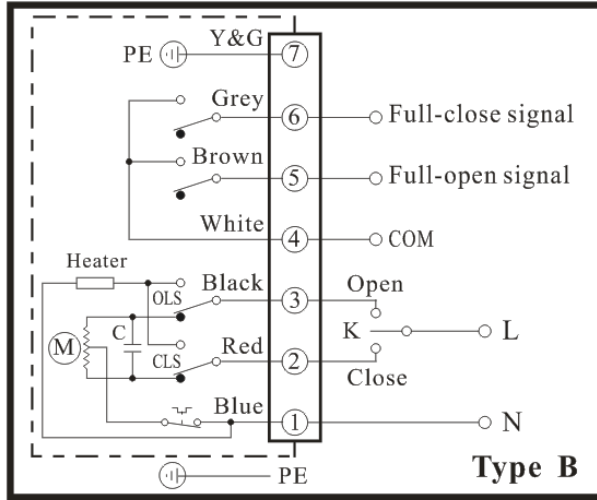 Y&G
PE 7
Grey
6 Full-close signal
Brown
5 Full-open signal
White
4 COM
Heater
OLS Black 3 Open
M C K L
CLS Red 2
Close
Blue 1 N
PE
Type B